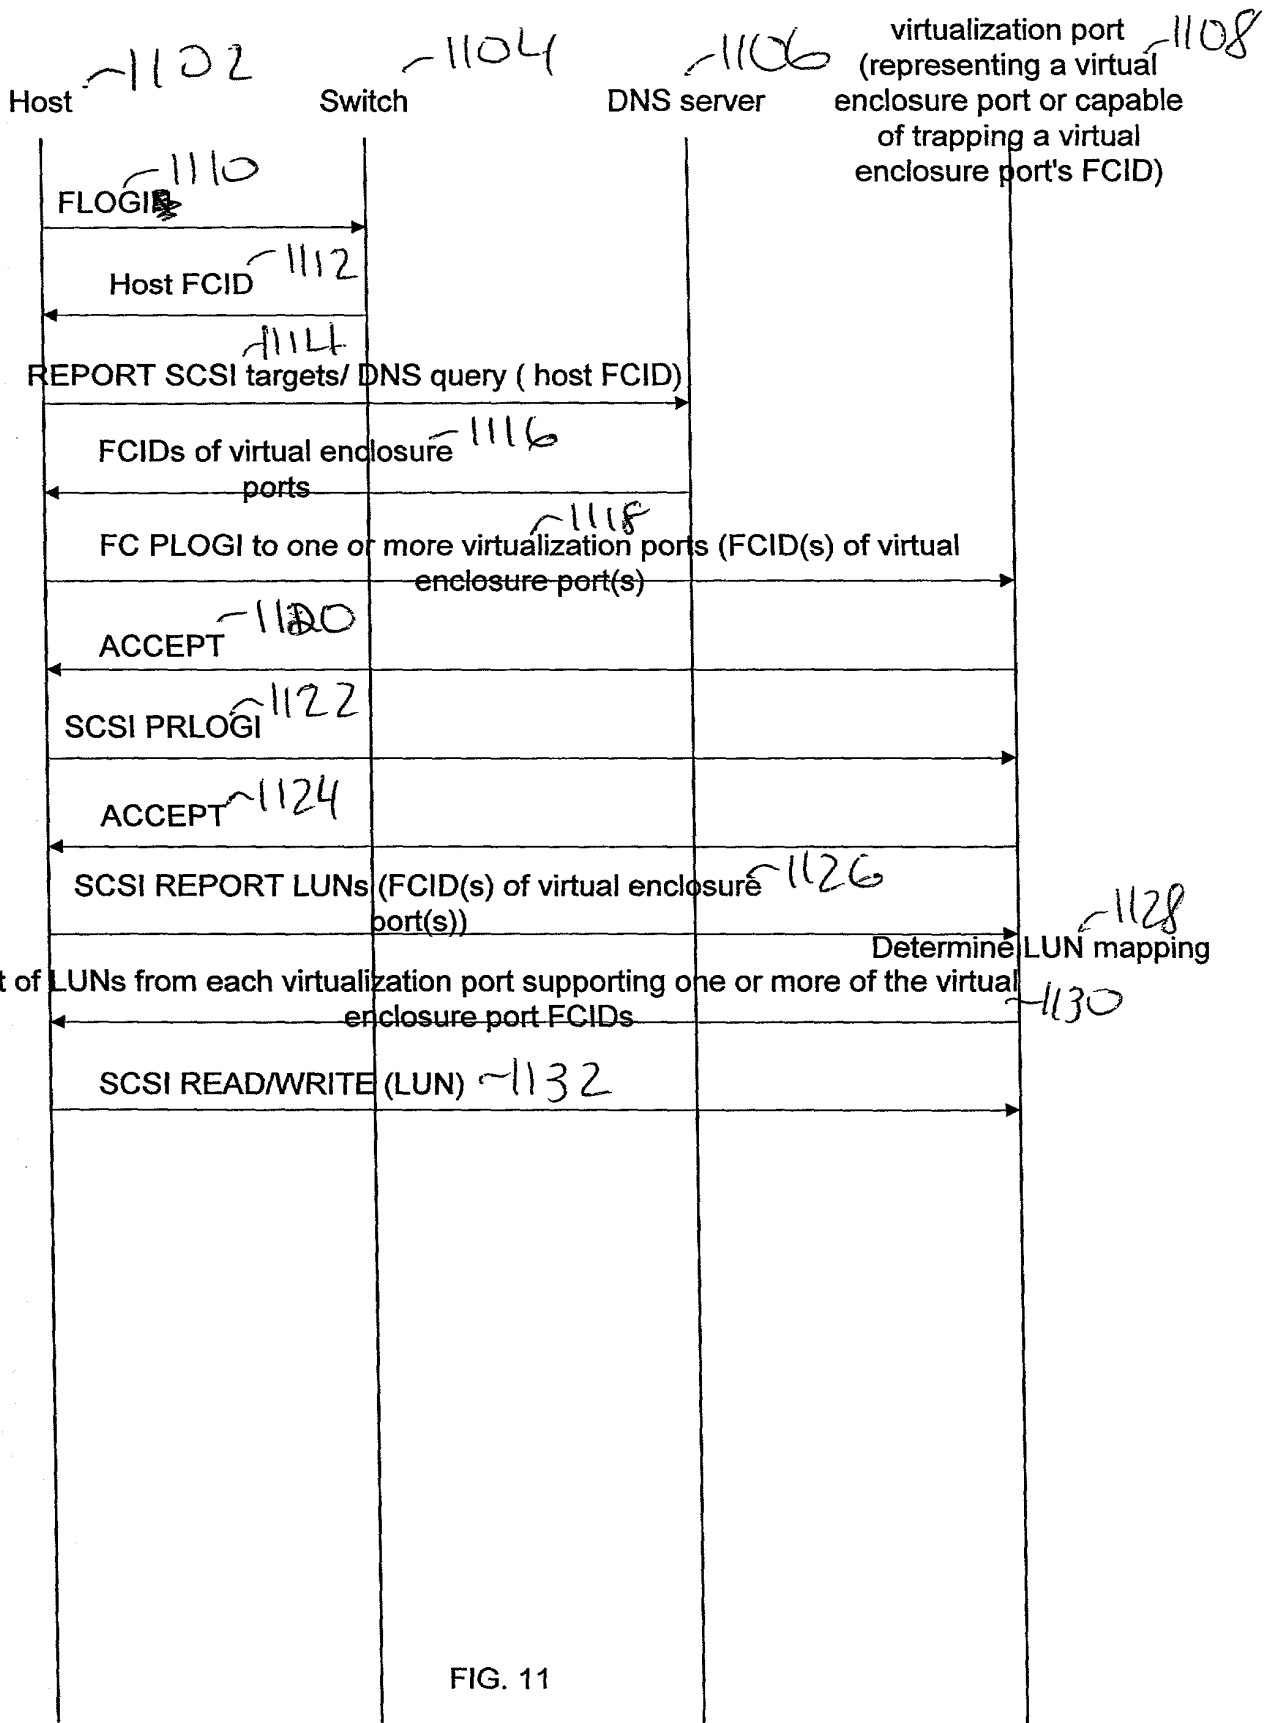 virtualization port 1108
1102 1104 1106 (representing a virtual
Host Switch DNS server enclosure port or capable
of trapping a virtual
enclosure port's FCID)
1110
FLOGI
1112
Host FCID
1114
REPORT SCSI targets/ DNS query ( host FCID)
FCIDs of virtual enclosure 1116
ports
1118
FC PLOGI to one or more virtualization ports (FCID(s) of virtual
enclosure port(s)
1120
ACCEPT
1122
SCSI PRLOGI
1124
ACCEPT
SCSI REPORT LUNs (FCID(s) of virtual enclosure 1126
port(s))
1128
Determine LUN mapping
t of LUNs from each virtualization port supporting one or more of the virtual
enclosure port FCIDs 1130
SCSI READ/WRITE (LUN) 1132
FIG. 11